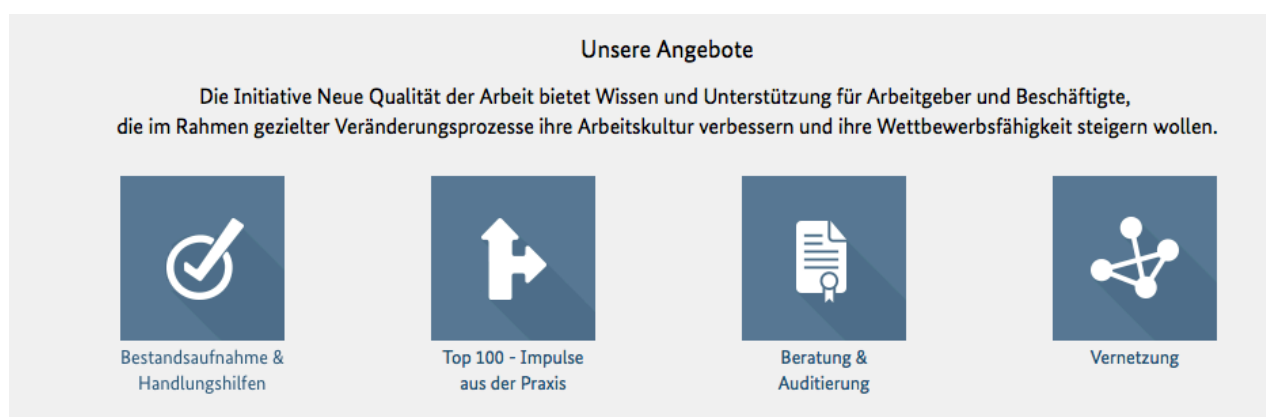 Unsere Angebote
Die Initiative Neue Qualität der Arbeit bietet Wissen und Unterstützung für Arbeitgeber und Beschäftigte,
die im Rahmen gezielter Veränderungsprozesse ihre Arbeitskultur verbessern und ihre Wettbewerbsfähigkeit steigern wollen.
Bestandsaufnahme &
Handlungshilfen
Top 100 - Impulse
aus der Praxis
Beratung &
Auditierung
Vernetzung